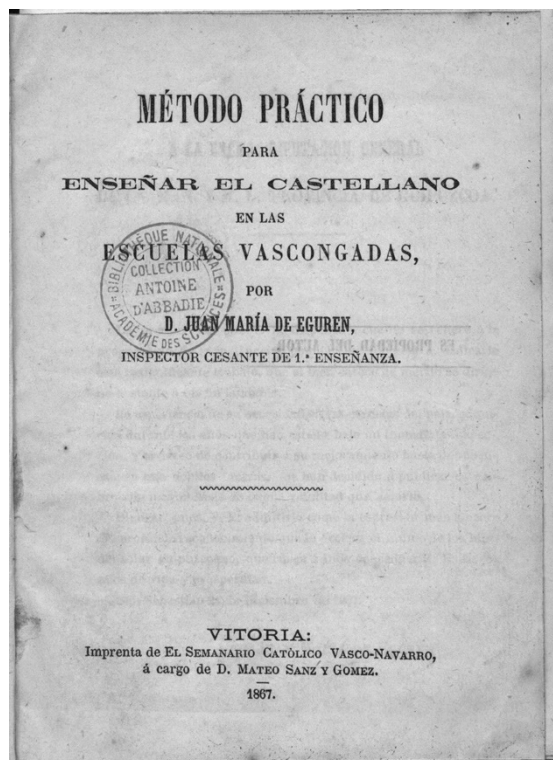 MÉTODO PRÁCTICO
PARA
ENSEÑAR EL CASTELLANO
EN LAS
ESCUELAS VASCONGADAS,
POR
D. JUAN MARÍA DE EGUREN,
INSPECTOR CESANTE DE 1.ª ENSEÑANZA.
BIBLIOTHÈQUE NATIONALE
COLLECTION
ANTOINE
D'ABBADIE
ACADÉMIE DES SCIENCES
VITORIA:
Imprenta de EL SEMANARIO CATÒLICO VASCO-NAVARRO,
á cargo de D. MATEO SANZ Y GOMEZ.
1867.